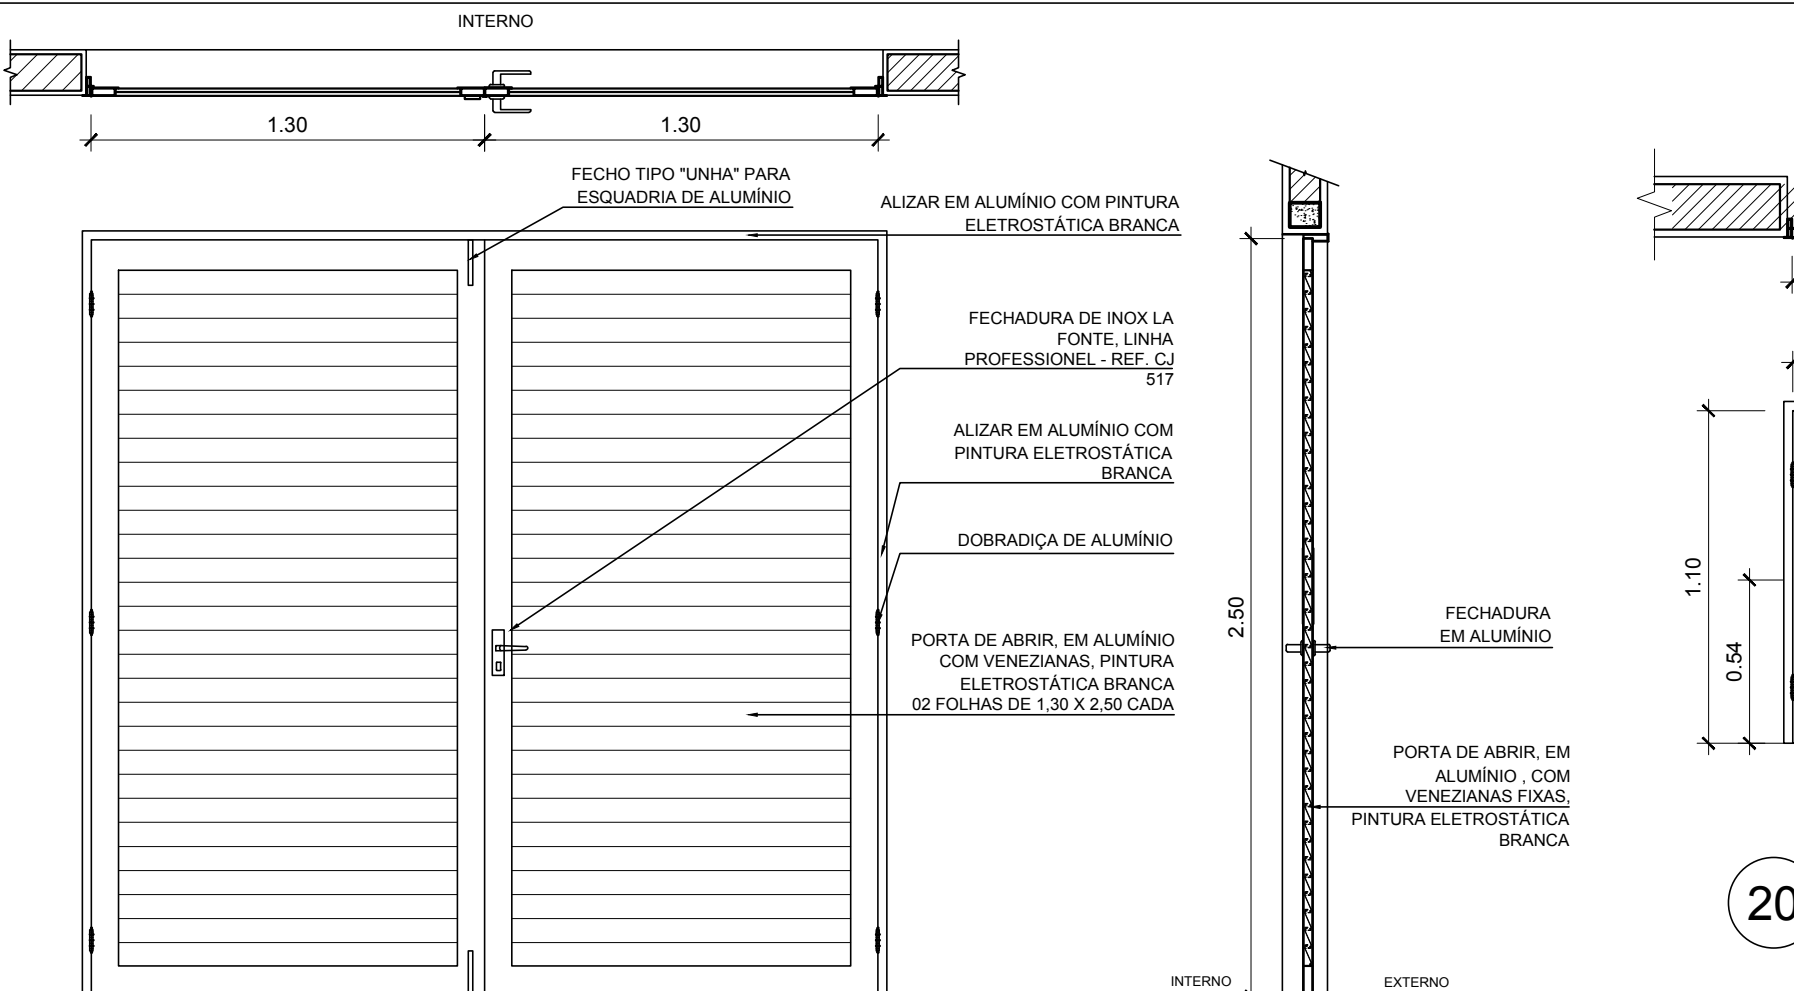 INTERNO
1.30
1.30
FECHO TIPO "UNHA" PARA
ESQUADRIA DE ALUMÍNIO
ALIZAR EM ALUMÍNIO COM PINTURA
ELETROSTÁTICA BRANCA
FECHADURA DE INOX LA
FONTE, LINHA
PROFESSIONEL - REF. CJ
517
ALIZAR EM ALUMÍNIO COM
PINTURA ELETROSTÁTICA
BRANCA
DOBRADIÇA DE ALUMÍNIO
PORTA DE ABRIR, EM ALUMÍNIO
COM VENEZIANAS, PINTURA
ELETROSTÁTICA BRANCA
02 FOLHAS DE 1,30 X 2,50 CADA
2.50
FECHADURA
EM ALUMÍNIO
PORTA DE ABRIR, EM
ALUMÍNIO , COM
VENEZIANAS FIXAS,
PINTURA ELETROSTÁTICA
BRANCA
INTERNO
EXTERNO
1.10
0.54
20